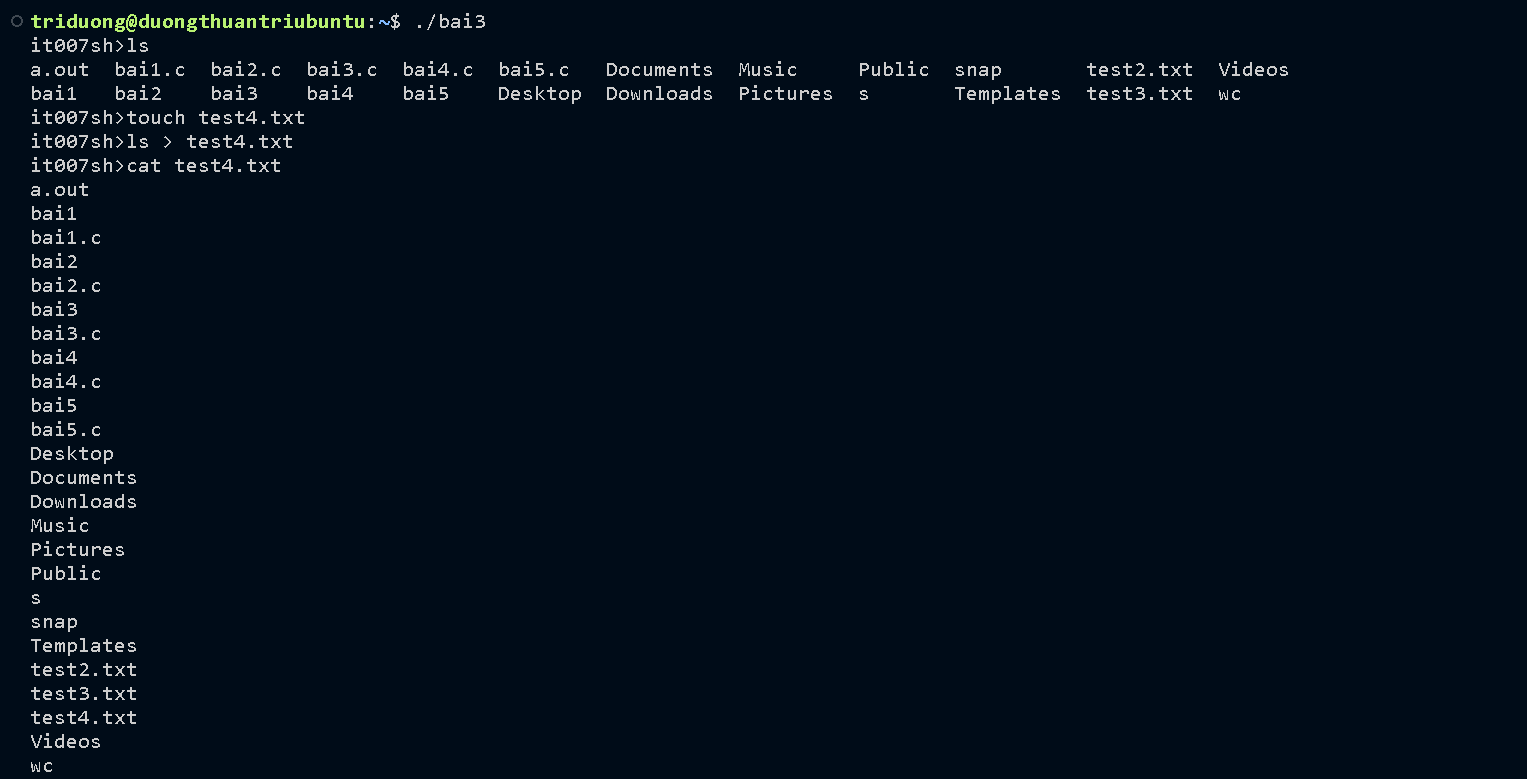 triduong@duongthuantriubuntu:~$ ./bai3
it007sh>ls
a.out  bai1.c  bai2.c  bai3.c  bai4.c  bai5.c   Documents  Music     Public  snap       test2.txt  Videos
bai1   bai2    bai3    bai4    bai5    Desktop  Downloads  Pictures  s       Templates  test3.txt  wc
it007sh>touch test4.txt
it007sh>ls > test4.txt
it007sh>cat test4.txt
a.out
bai1
bai1.c
bai2
bai2.c
bai3
bai3.c
bai4
bai4.c
bai5
bai5.c
Desktop
Documents
Downloads
Music
Pictures
Public
s
snap
Templates
test2.txt
test3.txt
test4.txt
Videos
wc